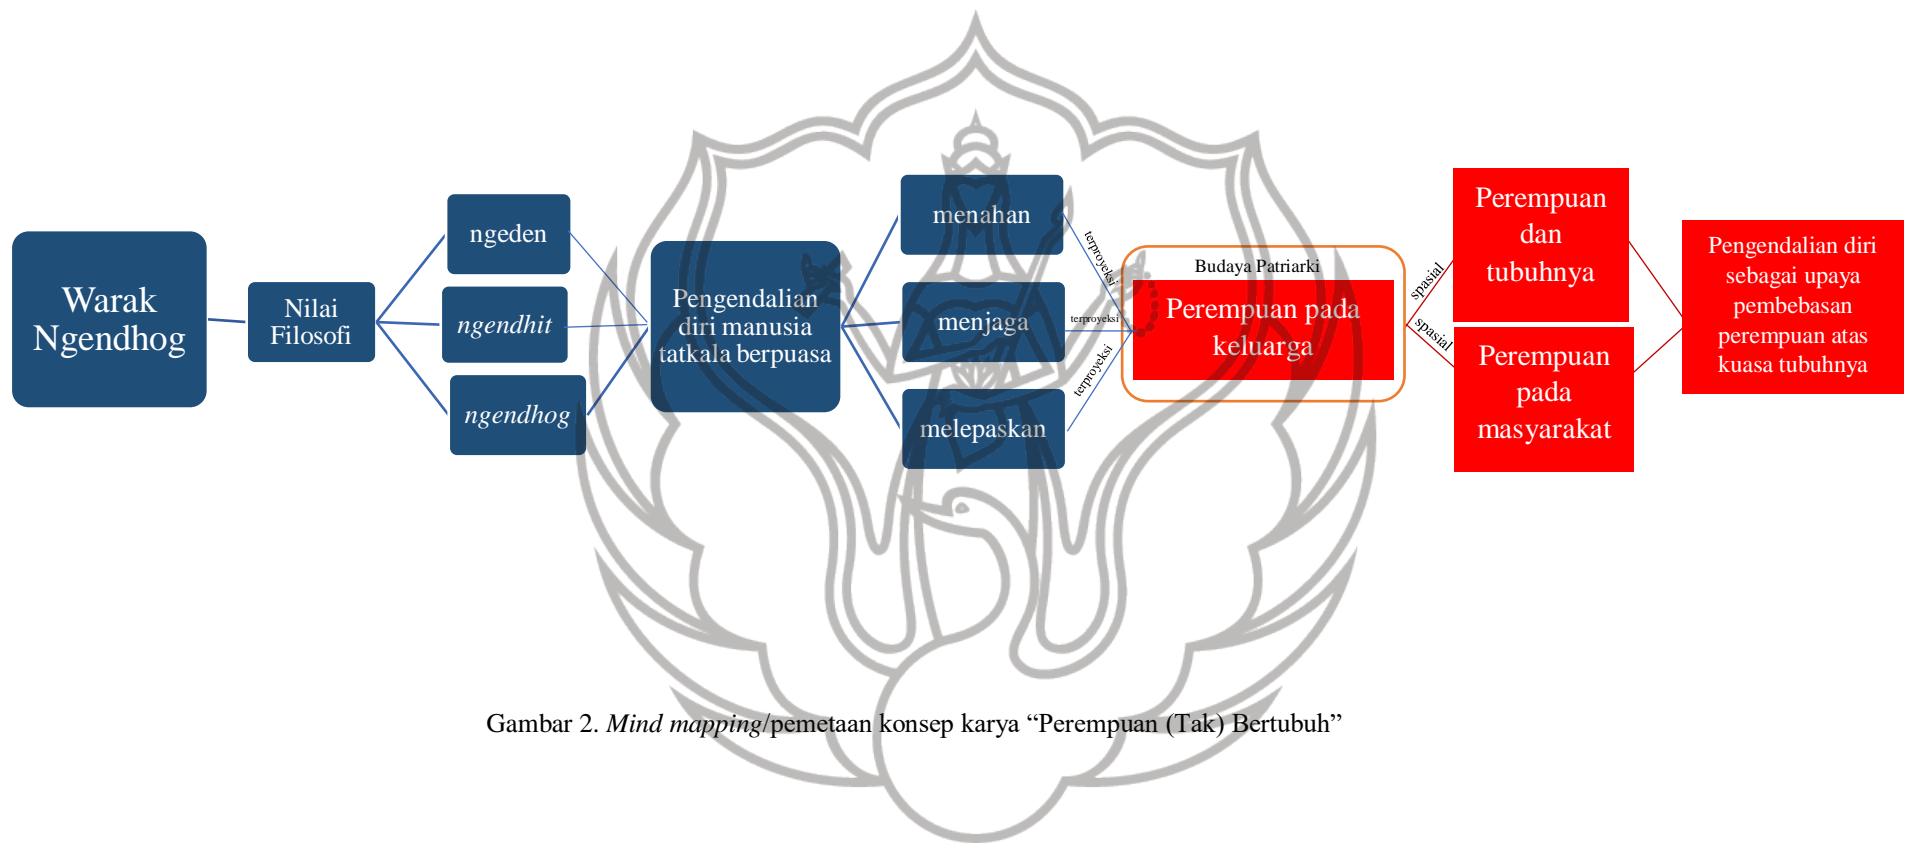 Warak
Ngendhog
Nilai
Filosofi
ngeden
ngendhit
ngendhog
Pengendalian
diri manusia
tatkala berpuasa
menahan
menjaga
melepaskan
terproyeksi
terproyeksi
terproyeksi
Budaya Patriarki
Perempuan pada
keluarga
spasial
spasial
Perempuan
dan
tubuhnya
Perempuan
pada
masyarakat
Pengendalian diri
sebagai upaya
pembebasan
perempuan atas
kuasa tubuhnya
Gambar 2. Mind mapping/pemetaan konsep karya “Perempuan (Tak) Bertubuh”